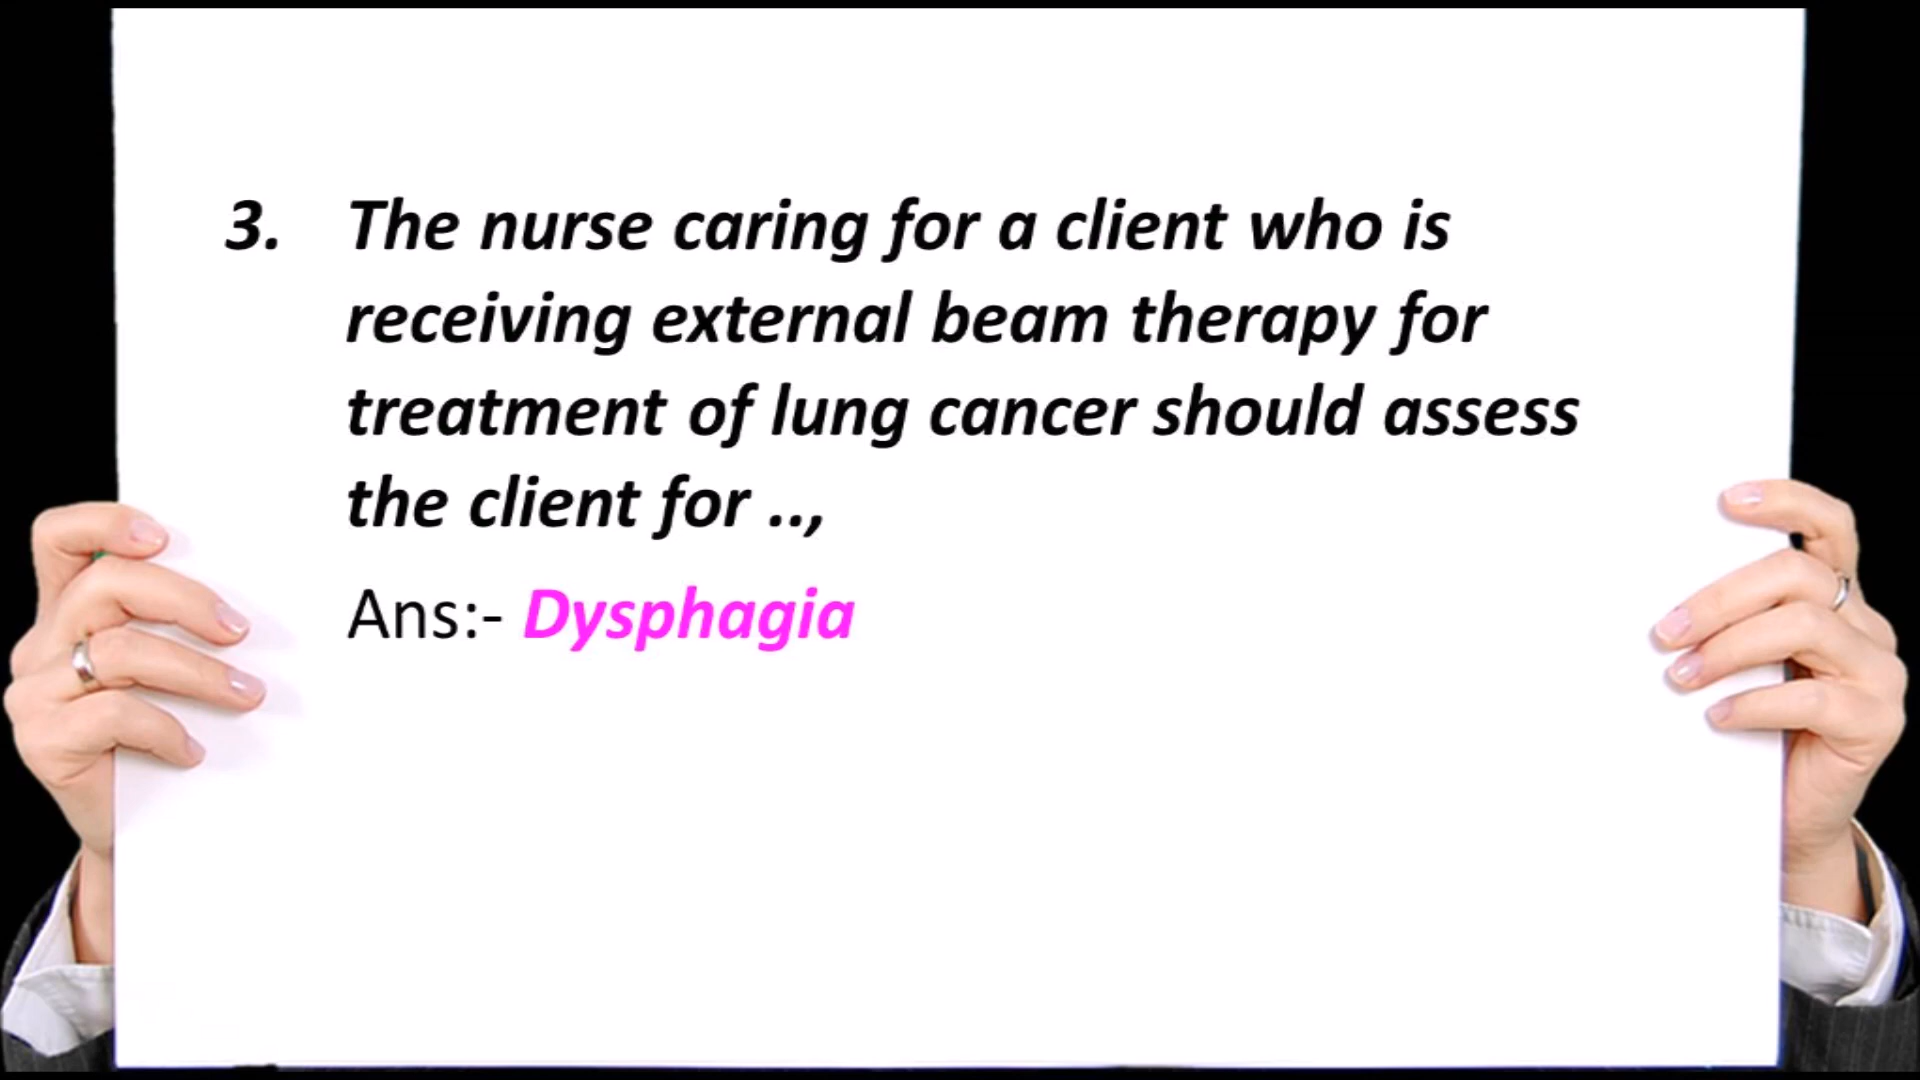 3. The nurse caring for a client who is
receiving external beam therapy for
treatment of lung cancer should assess
the client for ..,
Ans:- Dysphagia